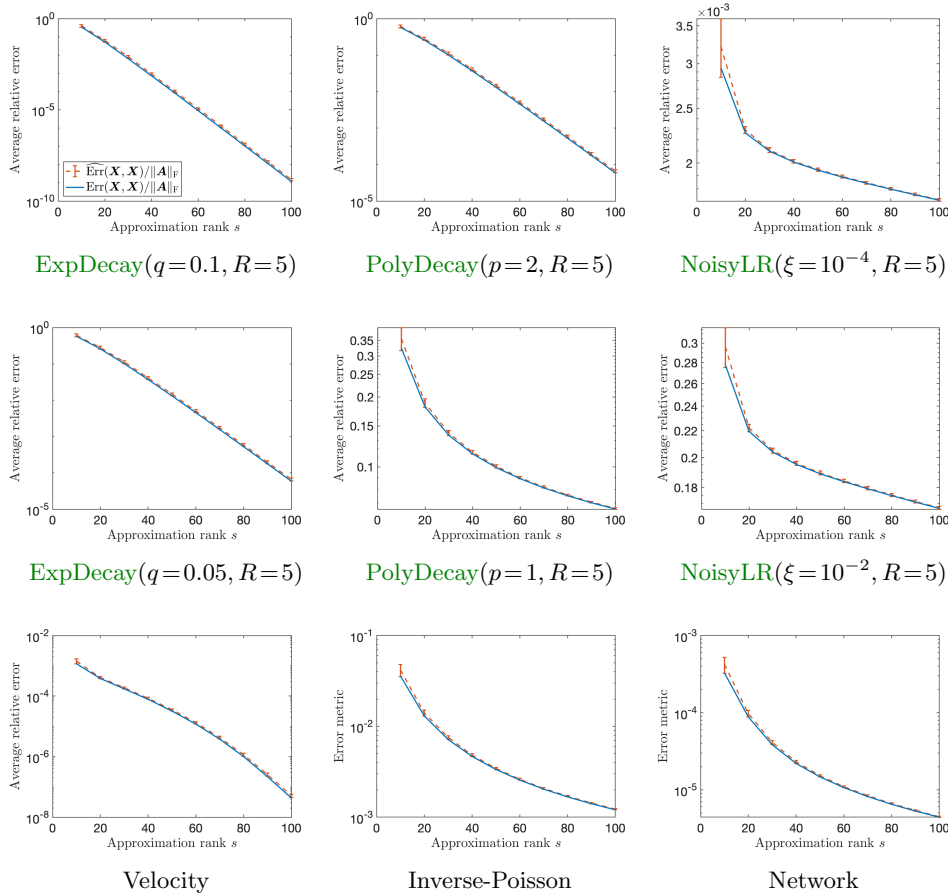 10^0
10^-5
10^-10
Average relative error
Êrr(X, X)/‖A‖_F
Err(X, X)/‖A‖_F
0 20 40 60 80 100
Approximation rank s
ExpDecay(q=0.1, R=5)
10^0
10^-5
Average relative error
0 20 40 60 80 100
Approximation rank s
PolyDecay(p=2, R=5)
×10^-3
3.5
3
2.5
2
Average relative error
0 20 40 60 80 100
Approximation rank s
NoisyLR(ξ=10^-4, R=5)
10^0
10^-5
Average relative error
0 20 40 60 80 100
Approximation rank s
ExpDecay(q=0.05, R=5)
0.35
0.3
0.25
0.2
0.15
0.1
Average relative error
0 20 40 60 80 100
Approximation rank s
PolyDecay(p=1, R=5)
0.3
0.28
0.26
0.24
0.22
0.2
0.18
Average relative error
0 20 40 60 80 100
Approximation rank s
NoisyLR(ξ=10^-2, R=5)
10^-2
10^-4
10^-6
10^-8
Average relative error
0 20 40 60 80 100
Approximation rank s
Velocity
10^-1
10^-2
10^-3
Error metric
0 20 40 60 80 100
Approximation rank s
Inverse-Poisson
10^-3
10^-4
10^-5
Error metric
0 20 40 60 80 100
Approximation rank s
Network